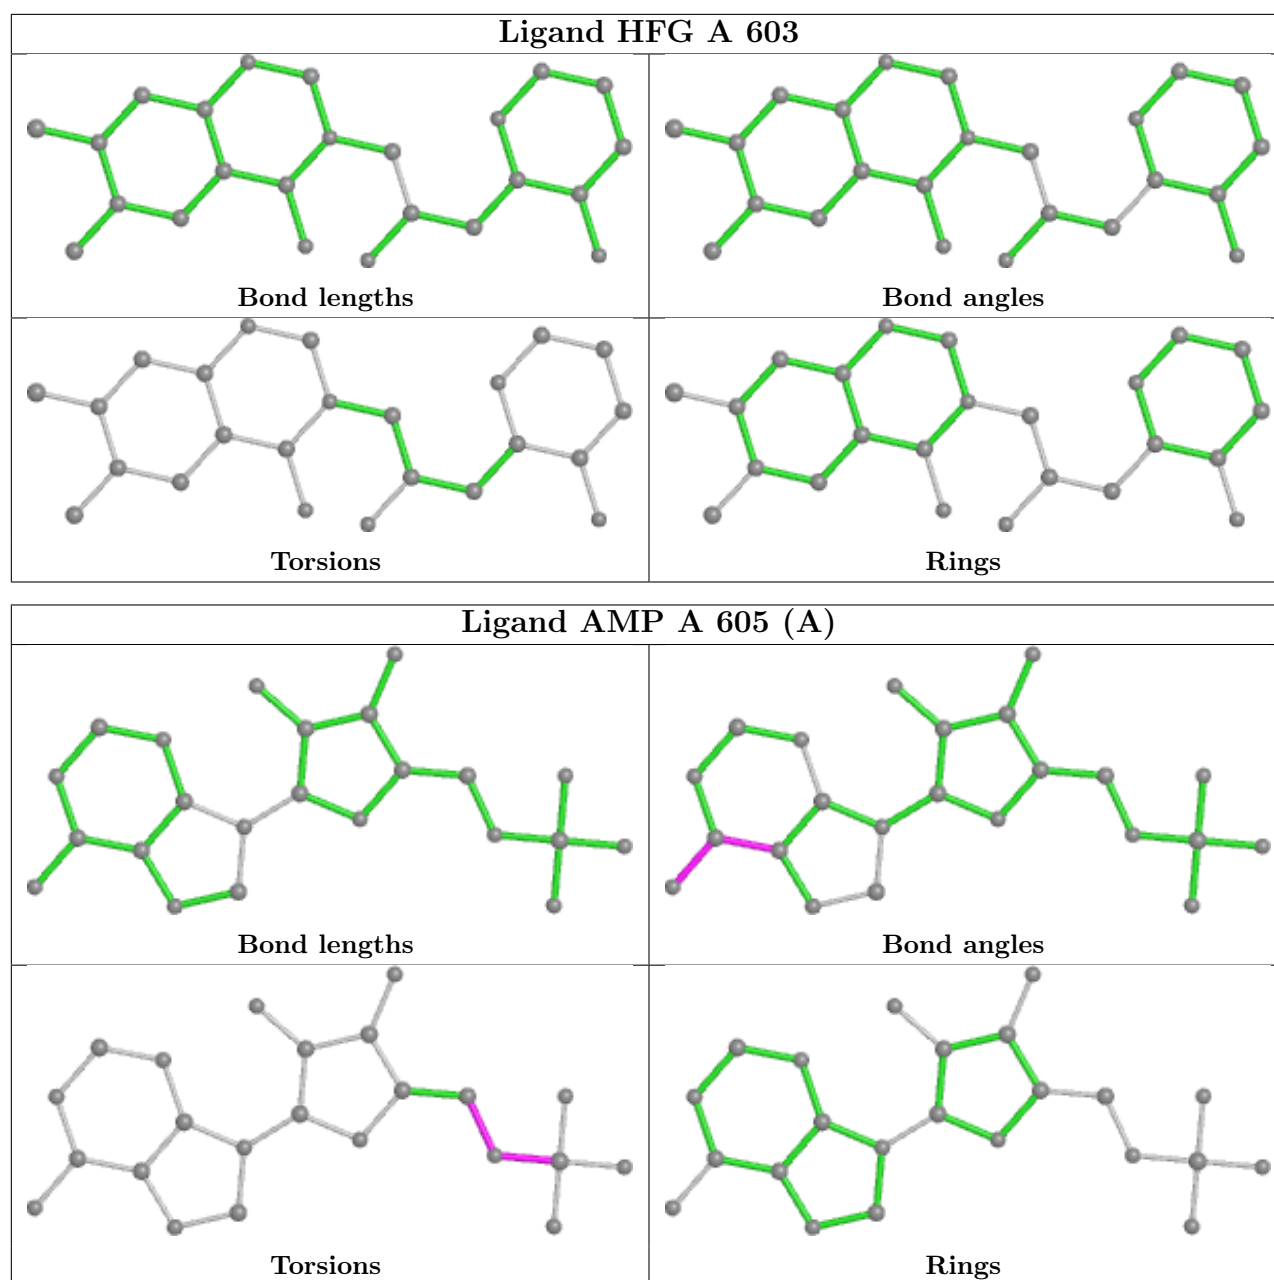 Ligand HFG A 603
Bond lengths
Bond angles
Torsions
Rings
Ligand AMP A 605 (A)
Bond lengths
Bond angles
Torsions
Rings